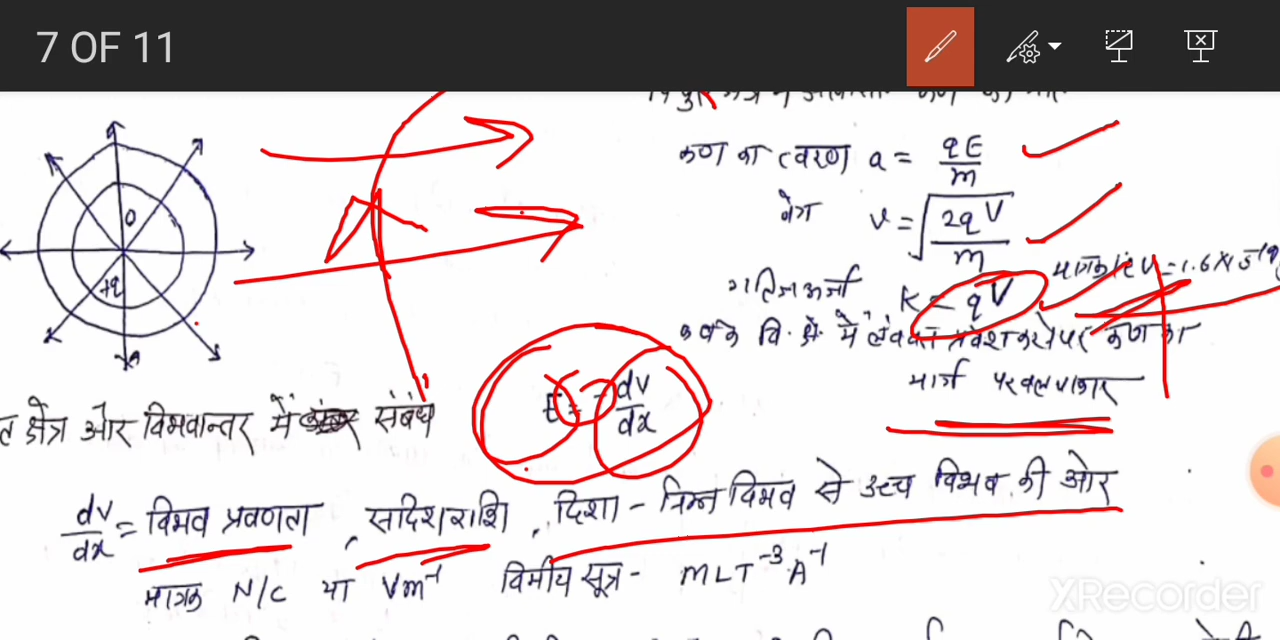 7 OF 11
कण का त्वरण a = qE/m
वेग v = √(2qV/m)
गतिज ऊर्जा K = qV
मार्ग परवलयाकार
O
+q
क्षेत्र और विभवान्तर में संबंध E = - dv/dx
dv/dx = विभव प्रवणता, सदिश राशि, दिशा - निम्न विभव से उच्च विभव की ओर
मात्रक N/C या Vm⁻¹ विमीय सूत्र - MLT⁻³A⁻¹
XRecorder